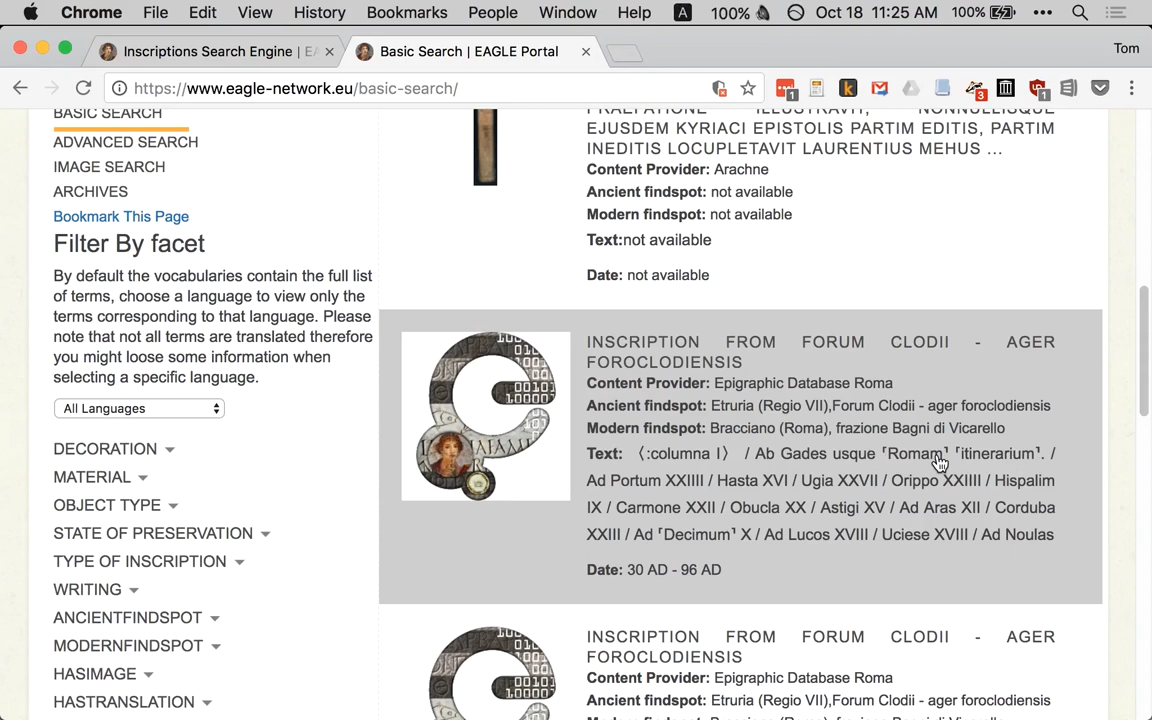 Chrome File Edit View History Bookmarks People Window Help A 100% Oct 18 11:25 AM 100%
Inscriptions Search Engine | EA
Basic Search | EAGLE Portal
Tom
https://www.eagle-network.eu/basic-search/
1
3
1
BASIC SEARCH
ADVANCED SEARCH
IMAGE SEARCH
ARCHIVES
Bookmark This Page
Filter By facet
By default the vocabularies contain the full list
of terms, choose a language to view only the
terms corresponding to that language. Please
note that not all terms are translated therefore
you might loose some information when
selecting a specific language.
All Languages
DECORATION
MATERIAL
OBJECT TYPE
STATE OF PRESERVATION
TYPE OF INSCRIPTION
WRITING
ANCIENTFINDSPOT
MODERNFINDSPOT
HASIMAGE
HASTRANSLATION
PRAEFATIONE ILLUSTRAVIT, NONNULLISQUE
EJUSDEM KYRIACI EPISTOLIS PARTIM EDITIS, PARTIM
INEDITIS LOCUPLETAVIT LAURENTIUS MEHUS ...
Content Provider: Arachne
Ancient findspot: not available
Modern findspot: not available
Text:not available
Date: not available
INSCRIPTION FROM FORUM CLODII - AGER
FOROCLODIENSIS
Content Provider: Epigraphic Database Roma
Ancient findspot: Etruria (Regio VII),Forum Clodii - ager foroclodiensis
Modern findspot: Bracciano (Roma), frazione Bagni di Vicarello
Text: 〈:columna I〉 / Ab Gades usque ⸢Romam⸣ ⸢itinerarium⸣. /
Ad Portum XXIIII / Hasta XVI / Ugia XXVII / Orippo XXIIII / Hispalim
IX / Carmone XXII / Obucla XX / Astigi XV / Ad Aras XII / Corduba
XXIII / Ad ⸢Decimum⸣ X / Ad Lucos XVIII / Uciese XVIII / Ad Noulas
Date: 30 AD - 96 AD
INSCRIPTION FROM FORUM CLODII - AGER
FOROCLODIENSIS
Content Provider: Epigraphic Database Roma
Ancient findspot: Etruria (Regio VII),Forum Clodii - ager foroclodiensis